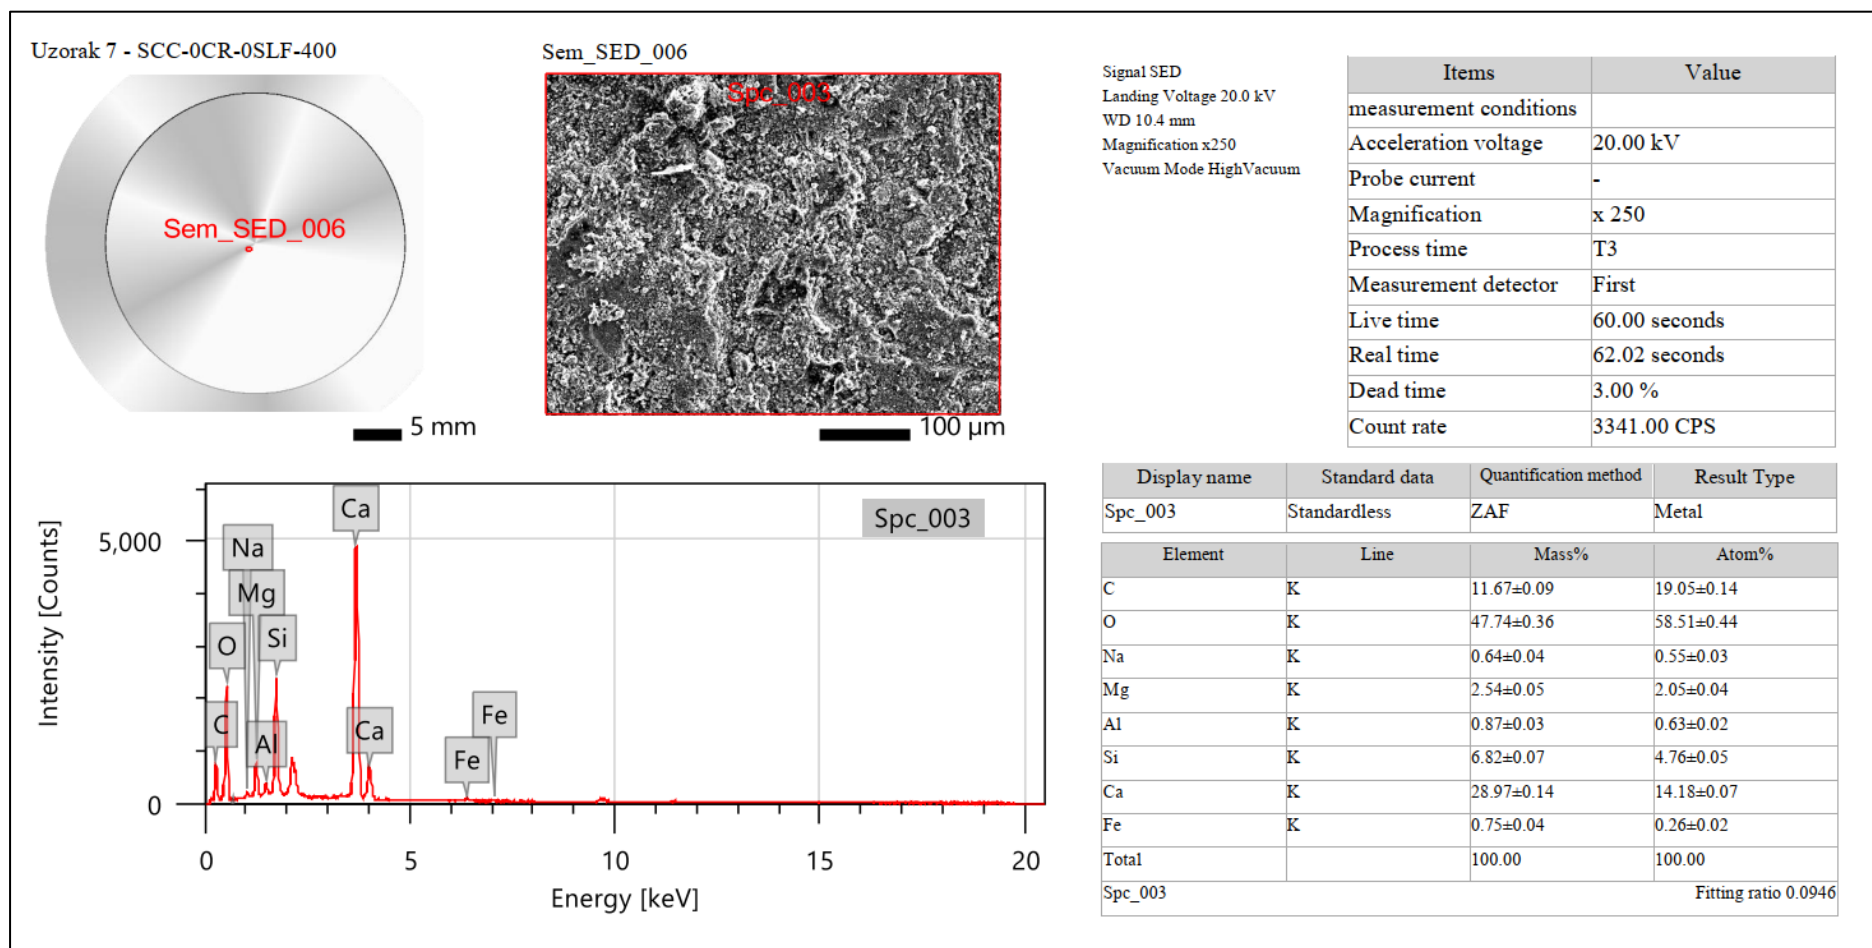 Uzorak 7 - SCC-0CR-0SLF-400
Sem_SED_006
5 mm
Sem_SED_006
Spc_003
100 μm
Signal SED
Landing Voltage 20.0 kV
WD 10.4 mm
Magnification x250
Vacuum Mode HighVacuum
Items Value
measurement conditions
Acceleration voltage 20.00 kV
Probe current -
Magnification x 250
Process time T3
Measurement detector First
Live time 60.00 seconds
Real time 62.02 seconds
Dead time 3.00 %
Count rate 3341.00 CPS
Intensity [Counts]
5,000
0
C
O
Na
Mg
Al
Si
Ca
Ca
Fe
Fe
Spc_003
0 5 10 15 20
Energy [keV]
Display name Standard data Quantification method Result Type
Spc_003 Standardless ZAF Metal
Element Line Mass% Atom%
C K 11.67±0.09 19.05±0.14
O K 47.74±0.36 58.51±0.44
Na K 0.64±0.04 0.55±0.03
Mg K 2.54±0.05 2.05±0.04
Al K 0.87±0.03 0.63±0.02
Si K 6.82±0.07 4.76±0.05
Ca K 28.97±0.14 14.18±0.07
Fe K 0.75±0.04 0.26±0.02
Total 100.00 100.00
Spc_003 Fitting ratio 0.0946